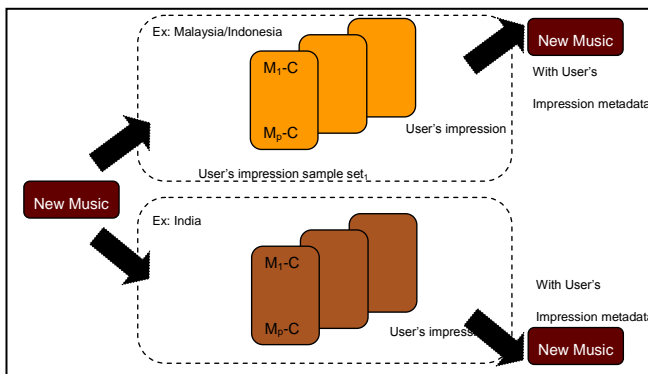 Ex: Malaysia/Indonesia
New Music
M1-C
With User's
Impression metadata
Mp-C
User's impression
User's impression sample set1
New Music
Ex: India
M1-C
With User's
Impression metadata
Mp-C
User's impressi
New Music